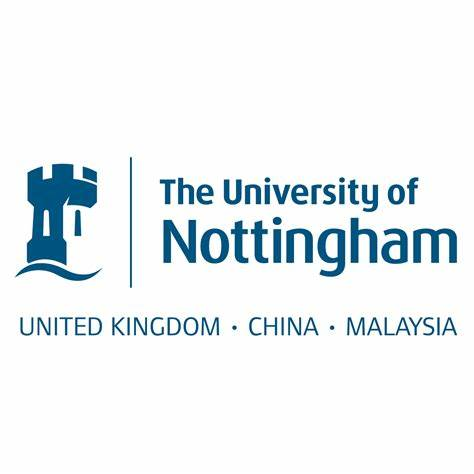 The University of
Nottingham
UNITED KINGDOM · CHINA · MALAYSIA